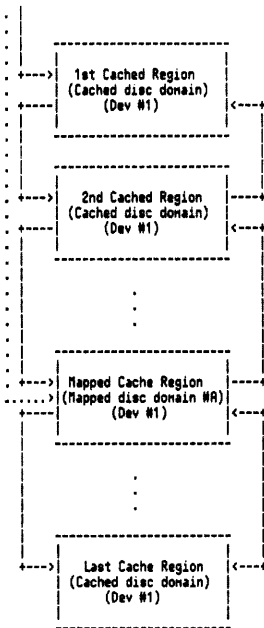 1st Cached Region
(Cached disc domain)
(Dev #1)
2nd Cached Region
(Cached disc domain)
(Dev #1)
Mapped Cache Region
(Mapped disc domain #A)
(Dev #1)
Last Cache Region
(Cached disc domain)
(Dev #1)